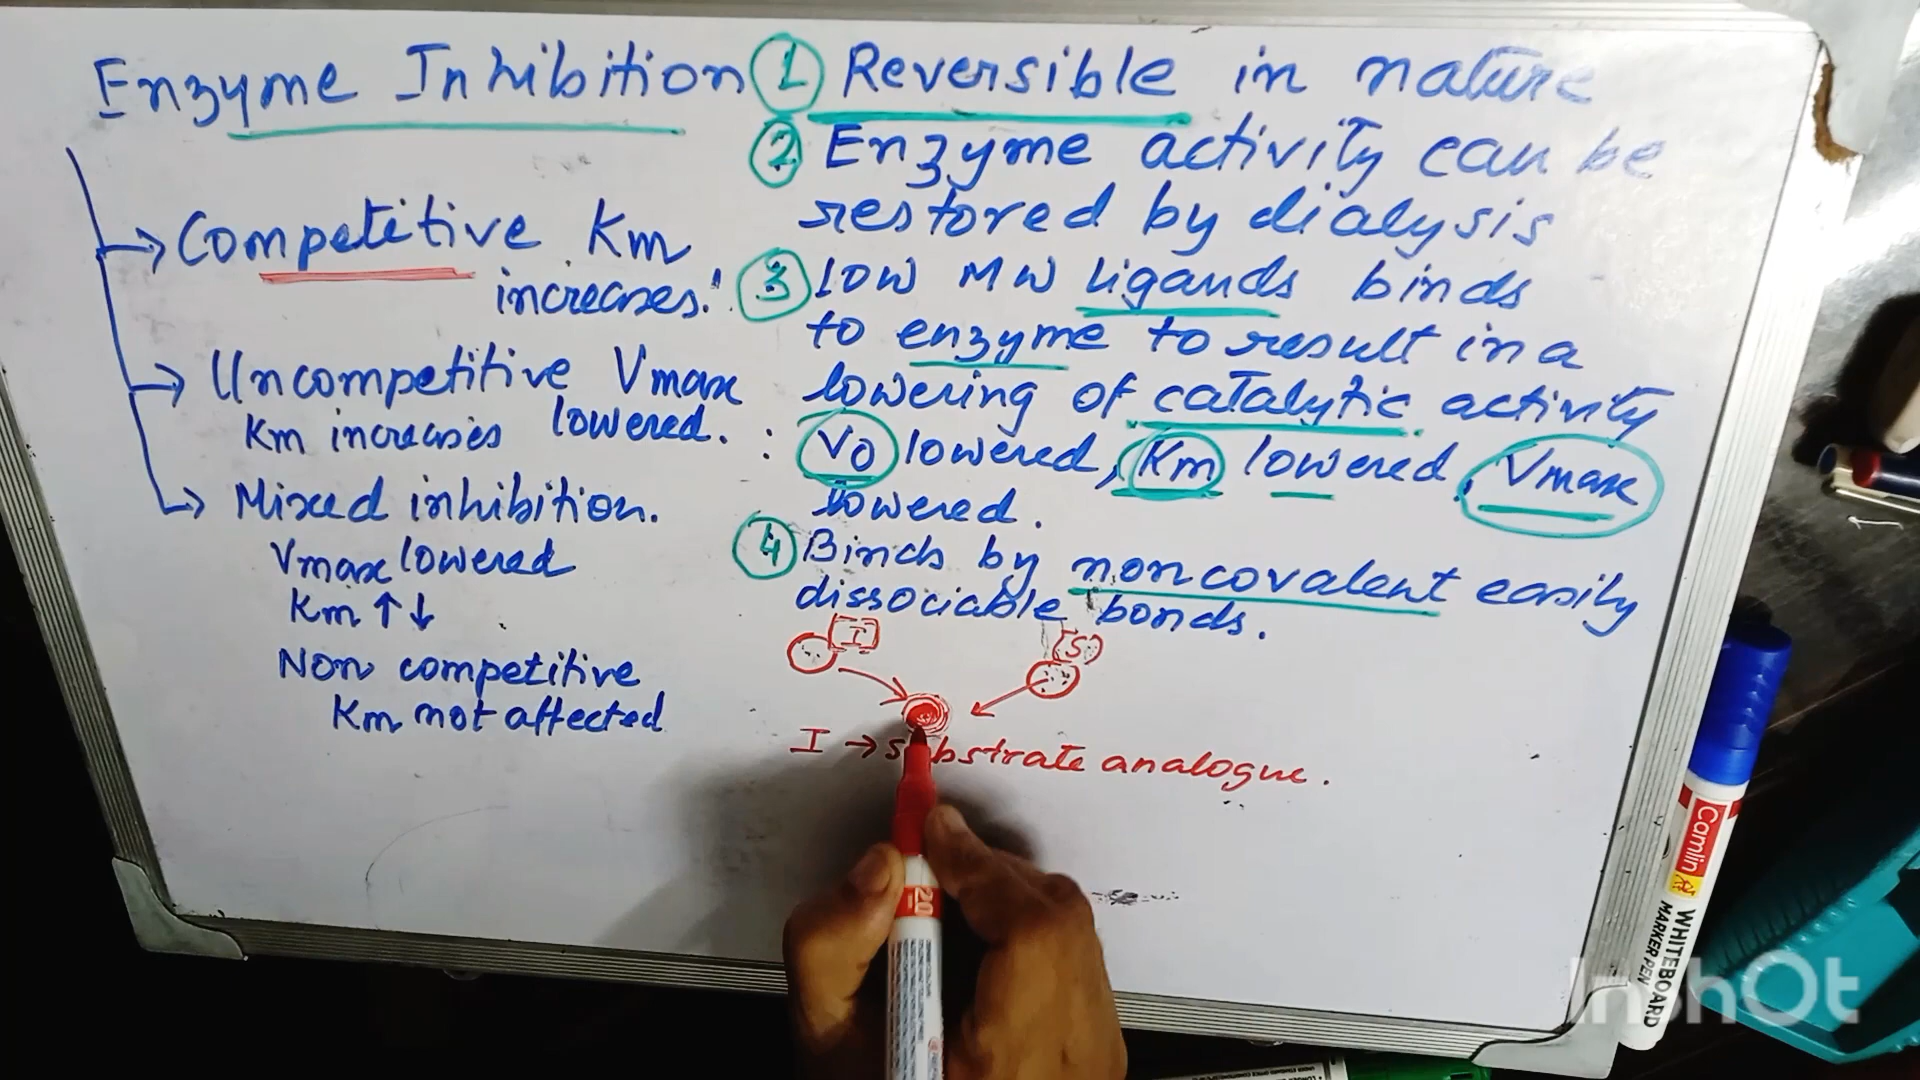 Enzyme Inhibition
Competitive Km
increases.
Uncompetitive Vmax
Km increases lowered.
Mixed inhibition.
Vmax lowered
Km ↑↓
Non competitive
Km not affected
① Reversible in nature
② Enzyme activity can be
restored by dialysis
③ low MW ligands binds
to enzyme to result in a
lowering of catalytic activity
: Vo lowered, Km lowered, Vmax
lowered.
④ Binds by noncovalent easily
dissociable bonds.
[I] [S]
I → substrate analogue.
20
Camlin
WHITEBOARD
MARKER PEN
InshOt